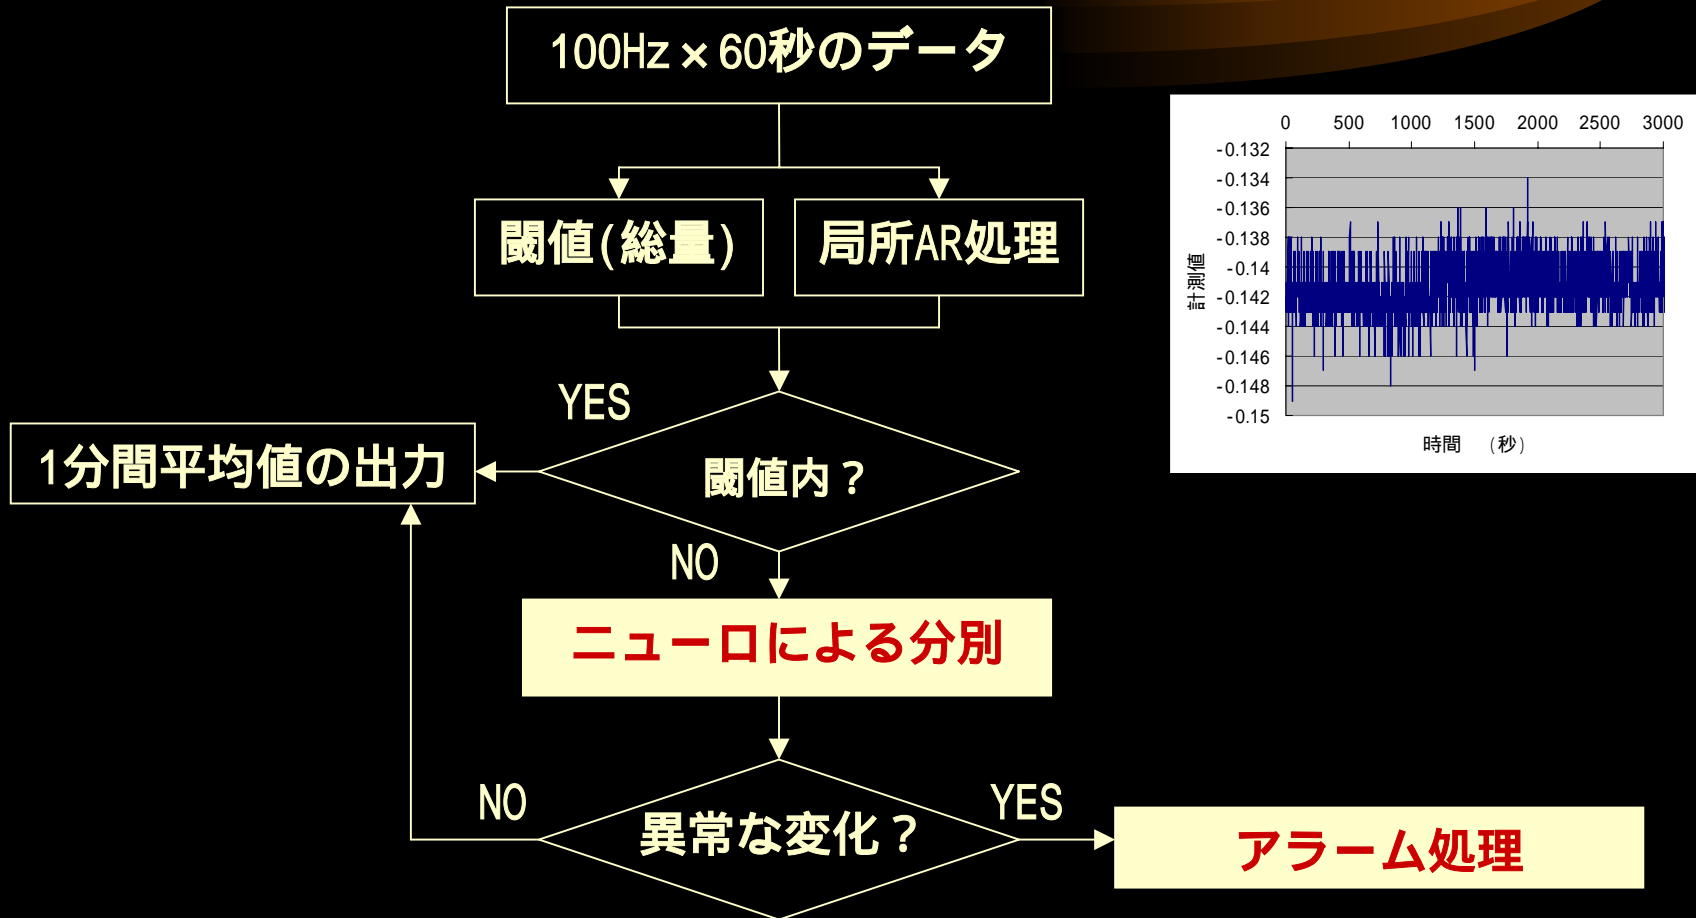 100Hz×60秒のデータ
閾値(総量)
局所AR処理
YES
閾値内？
1分間平均値の出力
NO
ニューロによる分別
NO
異常な変化？
YES
アラーム処理
0 500 1000 1500 2000 2500 3000
-0.132
-0.134
-0.136
-0.138
-0.14
-0.142
-0.144
-0.146
-0.148
-0.15
計測値
時間　（秒）